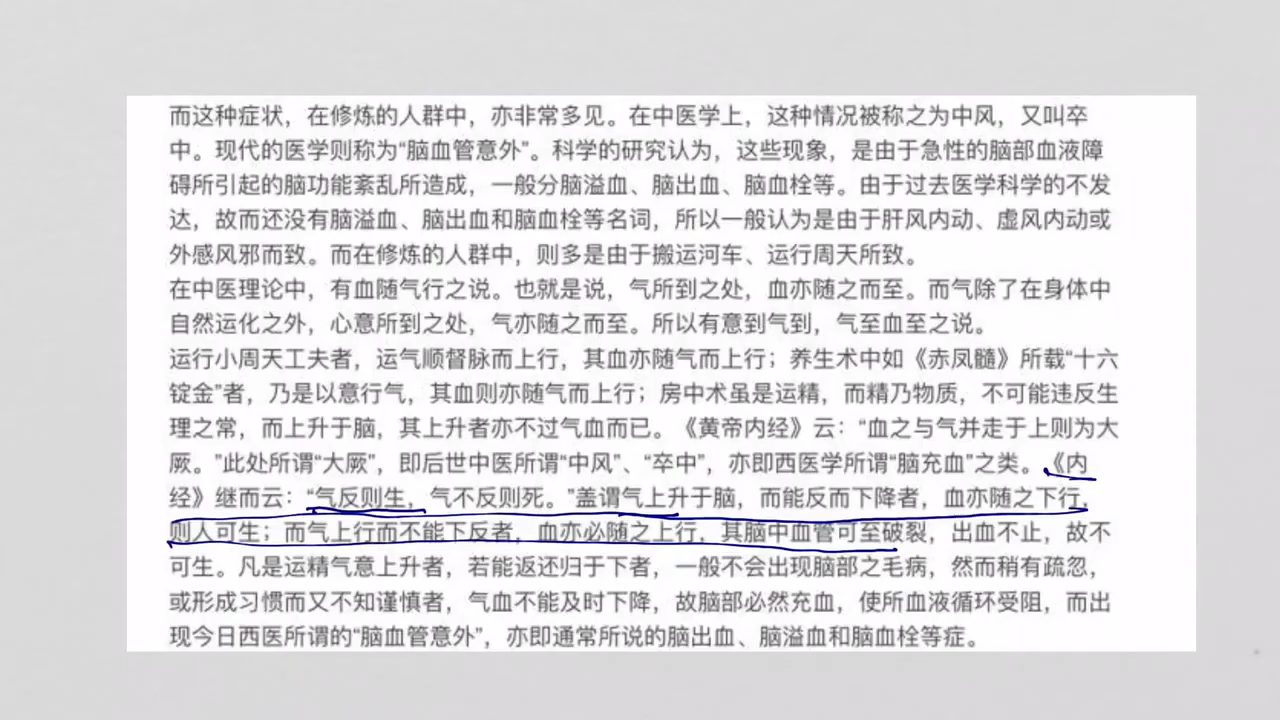 而这种症状，在修炼的人群中，亦非常多见。在中医学上，这种情况被称之为中风，又叫卒
中。现代的医学则称为“脑血管意外”。科学的研究认为，这些现象，是由于急性的脑部血液障
碍所引起的脑功能紊乱所造成，一般分脑溢血、脑出血、脑血栓等。由于过去医学科学的不发
达，故而还没有脑溢血、脑出血和脑血栓等名词，所以一般认为是由于肝风内动、虚风内动或
外感风邪而致。而在修炼的人群中，则多是由于搬运河车、运行周天所致。
在中医理论中，有血随气行之说。也就是说，气所到之处，血亦随之而至。而气除了在身体中
自然运化之外，心意所到之处，气亦随之而至。所以有意到气到，气至血至之说。
运行小周天工夫者，运气顺督脉而上行，其血亦随气而上行；养生术中如《赤凤髓》所载“十六
锭金”者，乃是以意行气，其血则亦随气而上行；房中术虽是运精，而精乃物质，不可能违反生
理之常，而上升于脑，其上升者亦不过气血而已。《黄帝内经》云：“血之与气并走于上则为大
厥。”此处所谓“大厥”，即后世中医所谓“中风”、“卒中”，亦即西医学所谓“脑充血”之类。《内
经》继而云：“气反则生，气不反则死。”盖谓气上升于脑，而能反而下降者，血亦随之下行，
则人可生；而气上行而不能下反者，血亦必随之上行，其脑中血管可至破裂，出血不止，故不
可生。凡是运精气意上升者，若能返还归于下者，一般不会出现脑部之毛病，然而稍有疏忽，
或形成习惯而又不知谨慎者，气血不能及时下降，故脑部必然充血，使所血液循环受阻，而出
现今日西医所谓的“脑血管意外”，亦即通常所说的脑出血、脑溢血和脑血栓等症。